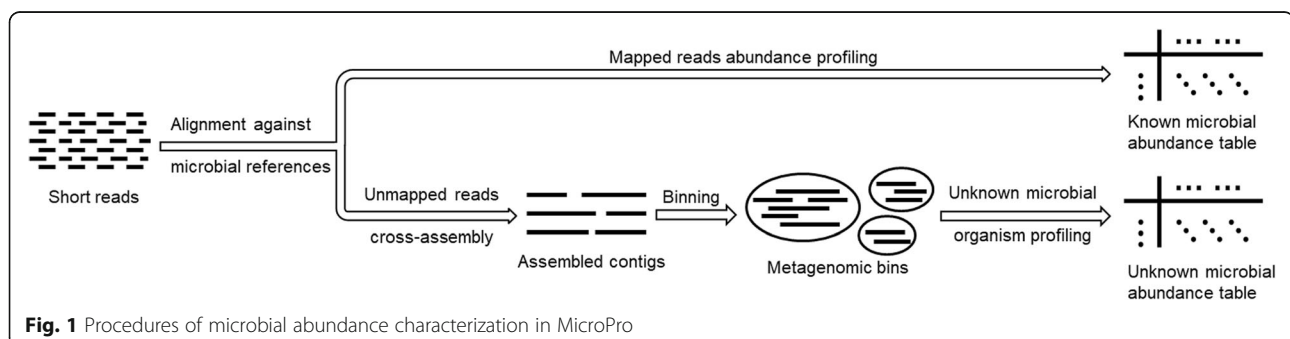 Mapped reads abundance profiling
Known microbial
abundance table
Short reads
Alignment against
microbial references
Unmapped reads
cross-assembly
Assembled contigs
Binning
Metagenomic bins
Unknown microbial
organism profiling
Unknown microbial
abundance table
Fig. 1 Procedures of microbial abundance characterization in MicroPro